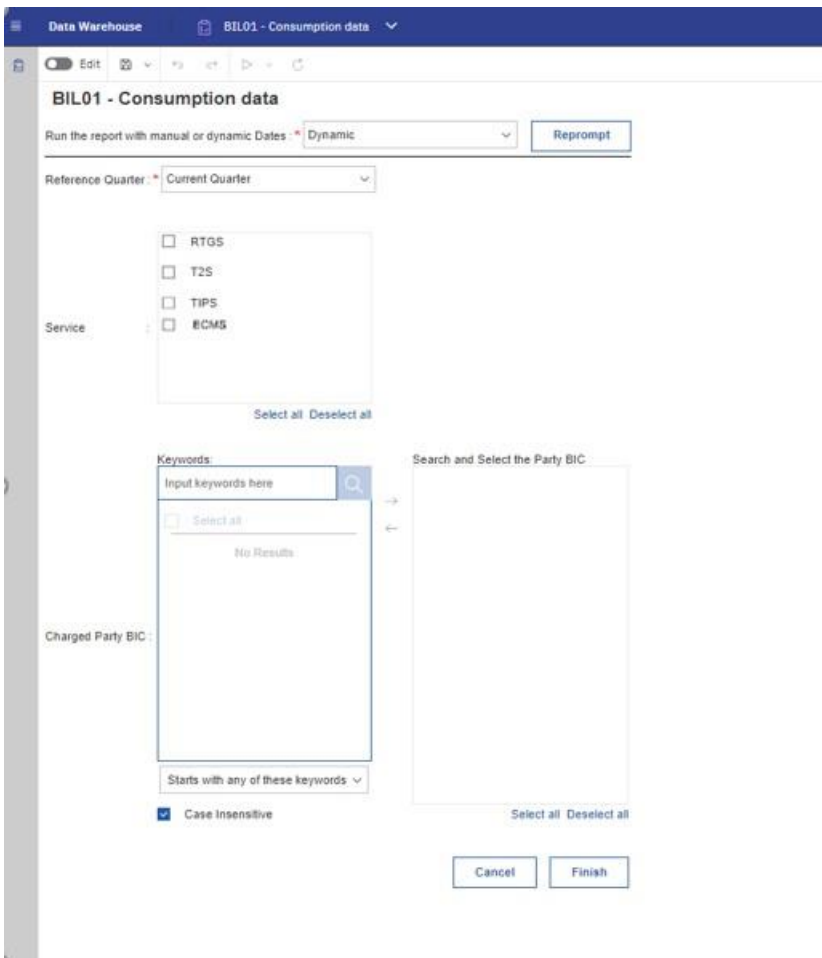 Data Warehouse BIL01 - Consumption data
Edit
BIL01 - Consumption data
Run the report with manual or dynamic Dates : * Dynamic Reprompt
Reference Quarter : * Current Quarter
RTGS
T2S
TIPS
Service : ECMS
Select all Deselect all
Keywords: Search and Select the Party BIC
Input keywords here
Select all
No Results
Charged Party BIC :
Starts with any of these keywords
Case Insensitive Select all Deselect all
Cancel Finish